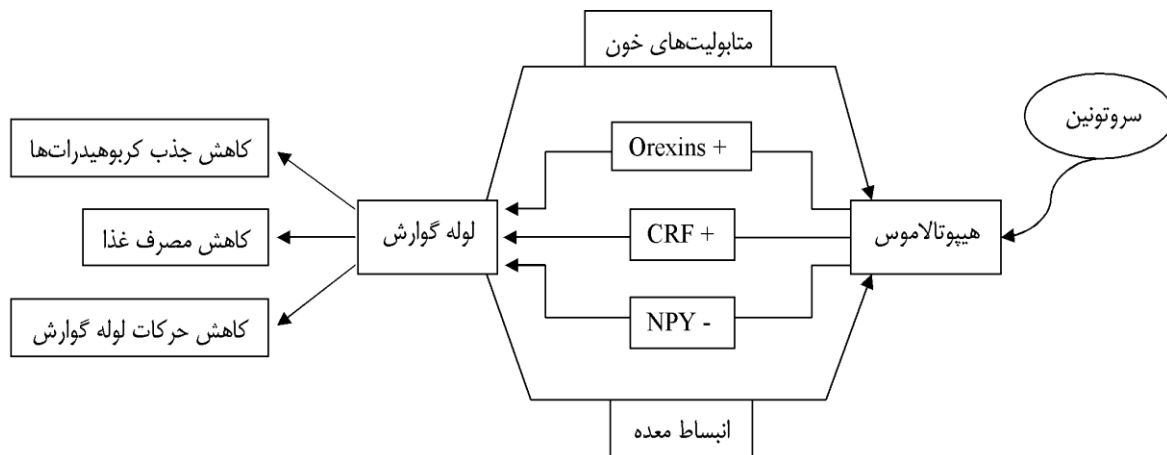 متابولیت‌های خون
سروتونین
Orexins +
کاهش جذب کربوهیدرات‌ها
هیپوتالاموس
CRF +
لوله گوارش
کاهش مصرف غذا
NPY -
کاهش حرکات لوله گوارش
انبساط معده